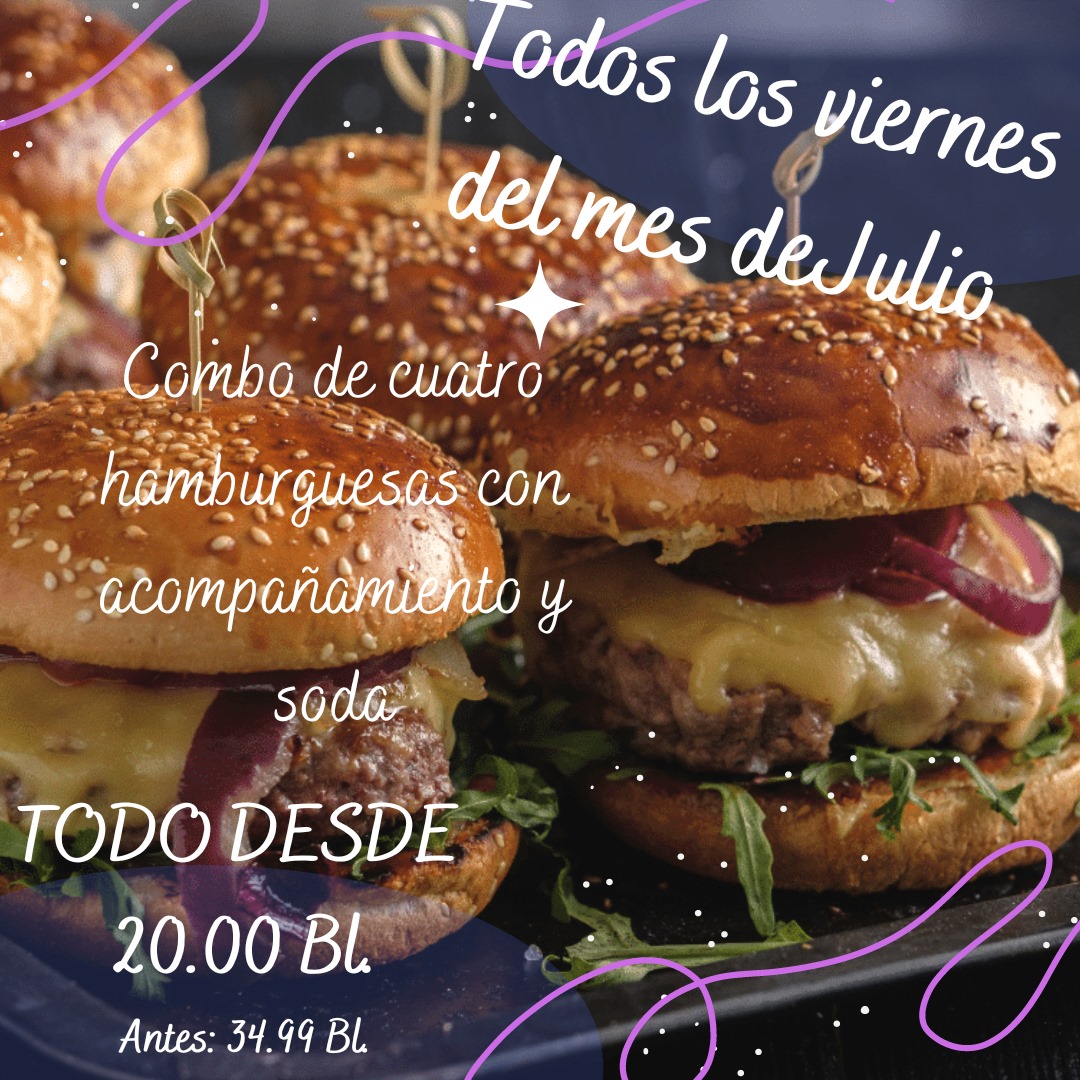 Todos los viernes
del mes deJulio
Combo de cuatro
hamburguesas con
acompañamiento y
soda
TODO DESDE
20.00 Bl.
Antes: 34.99 Bl.